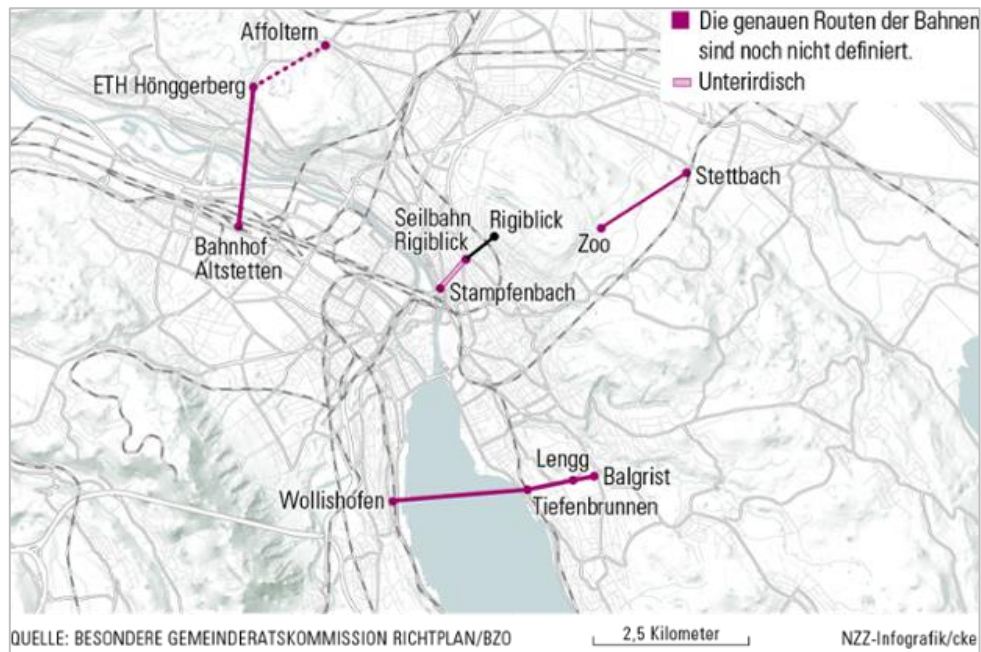 Affoltern
ETH Hönggerberg
Die genauen Routen der Bahnen
sind noch nicht definiert.
Unterirdisch
Stettbach
Seilbahn
Rigiblick
Rigiblick
Zoo
Bahnhof
Altstetten
Stampfenbach
Lengg
Balgrist
Wollishofen
Tiefenbrunnen
QUELLE: BESONDERE GEMEINDERATSKOMMISSION RICHTPLAN/BZO
2,5 Kilometer
NZZ-Infografik/cke